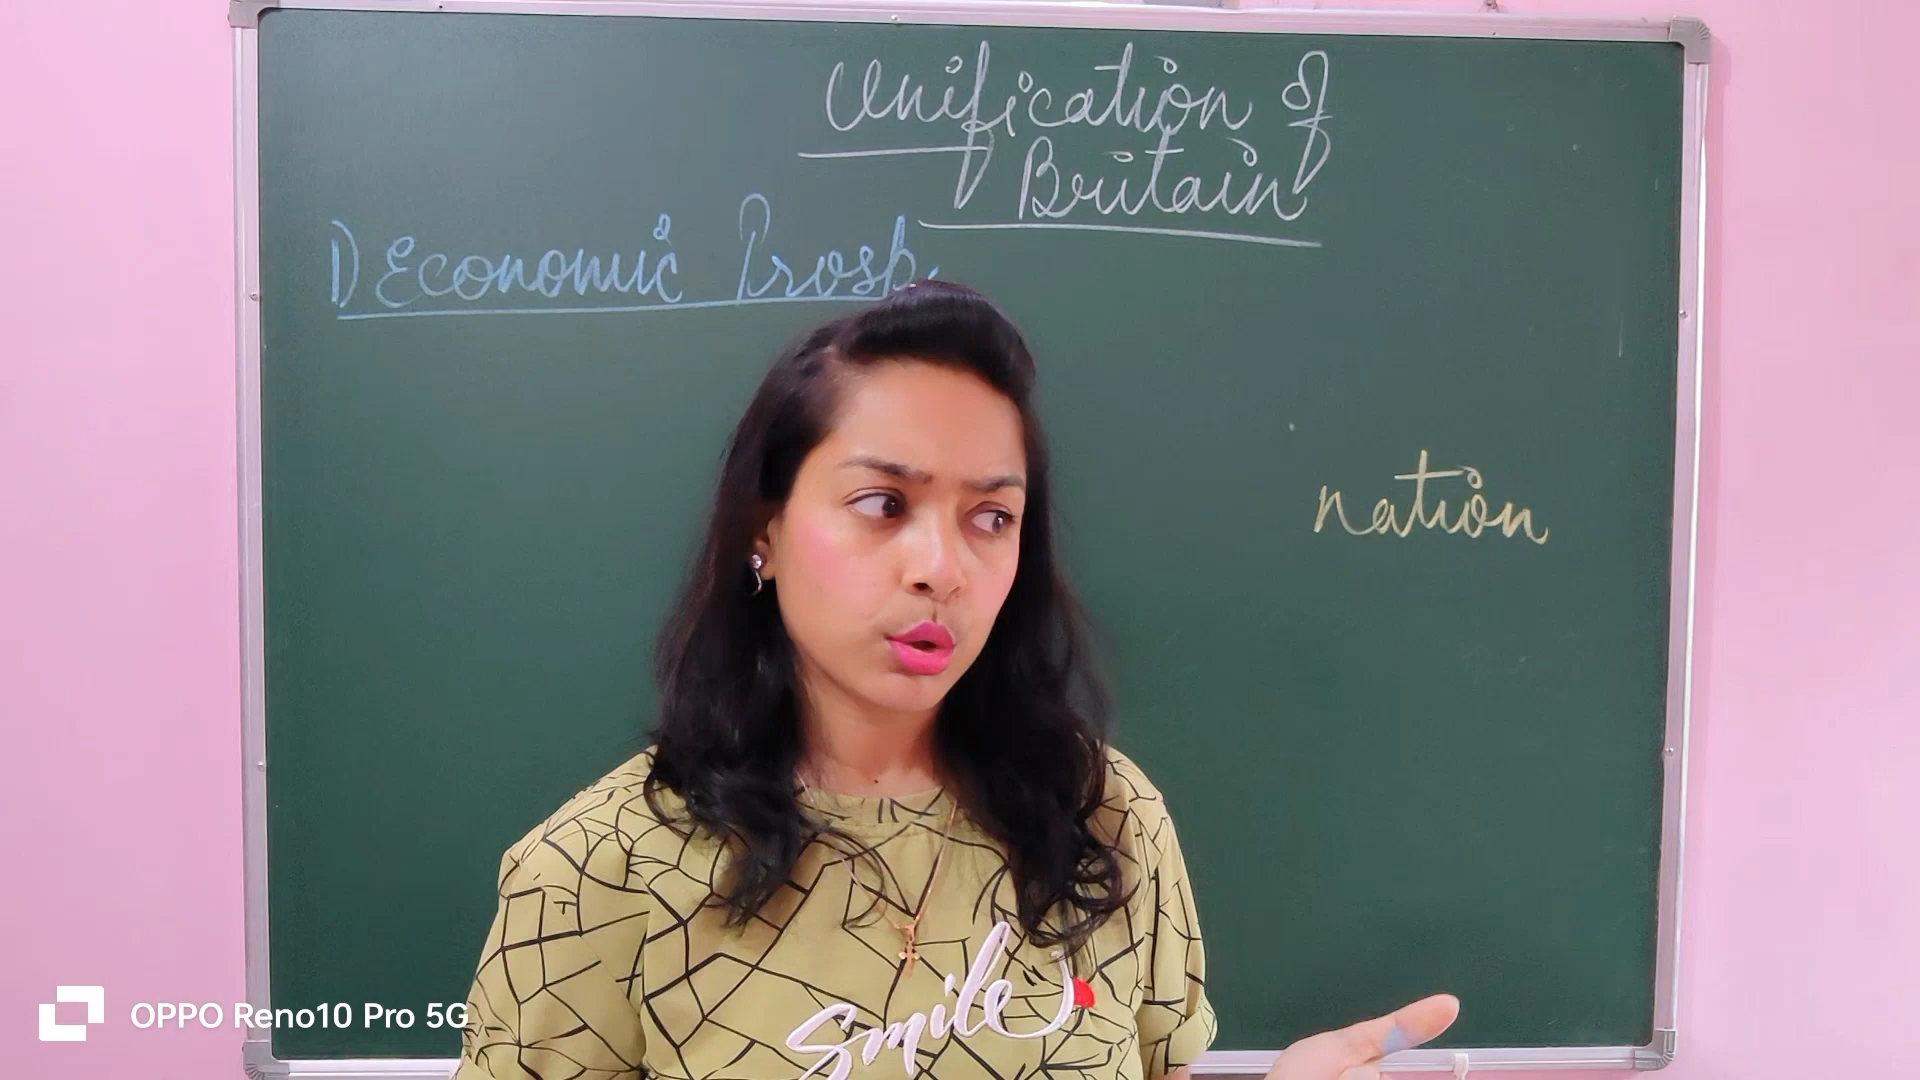 Unification of
Britain
1) Economic Prosp.
nation
Smile
OPPO Reno10 Pro 5G